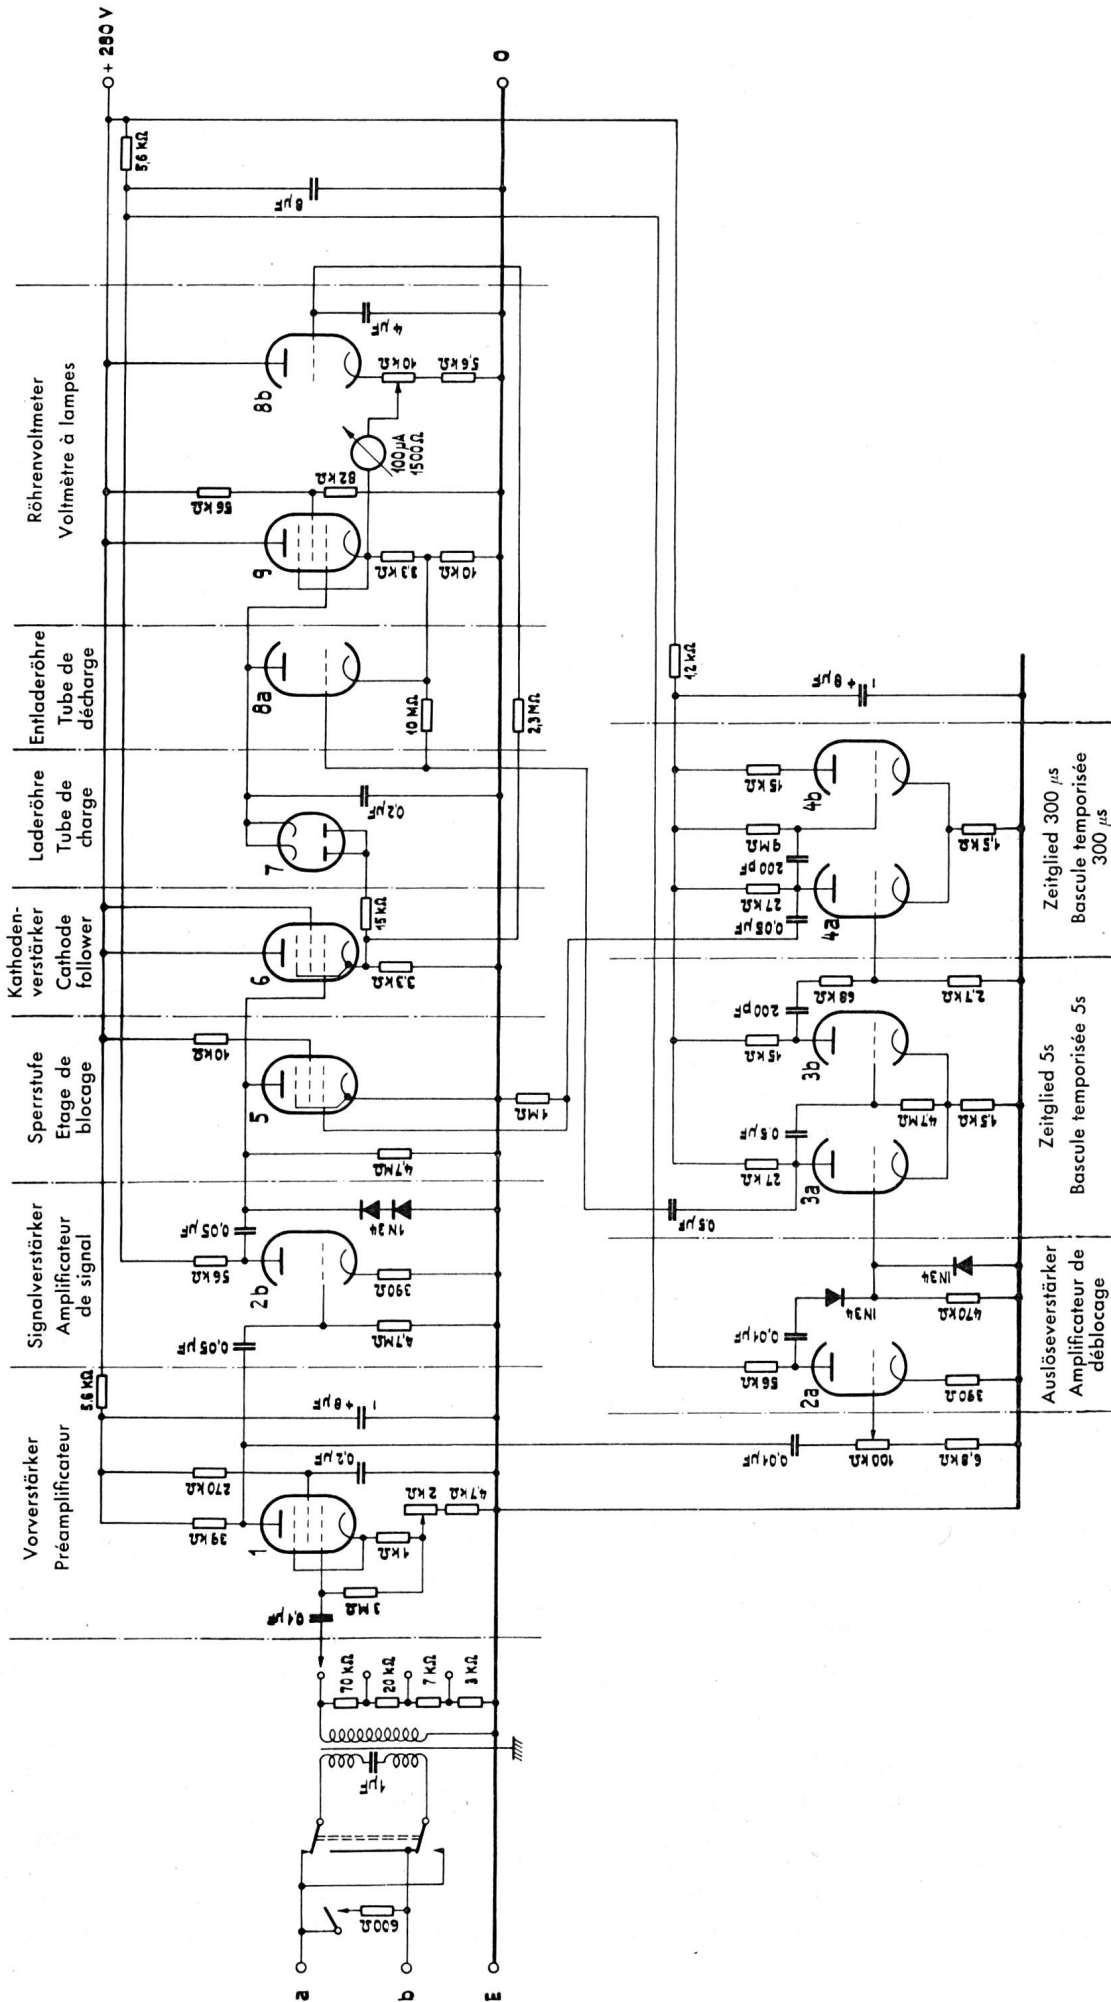 Vorverstärker
Préamplificateur
Signalverstärker
Amplificateur
de signal
Sperrstufe
Etage de
blocage
Kathoden-
verstärker
Cathode
follower
Laderöhre
Tube de
charge
Entladeröhre
Tube de
décharge
Röhrenvoltmeter
Voltmètre à lampes
+ 280 V
5,6 kΩ
5,6 kΩ
8 µF
39 kΩ
270 kΩ
0,2 µF
+ 8 µF
1
1 kΩ
2 kΩ
4,7 kΩ
3 MΩ
0,1 µF
0,05 µF
56 kΩ
0,05 µF
2b
390 Ω
4,7 MΩ
1N34
4,7 MΩ
10 kΩ
5
1 MΩ
6
3,3 kΩ
15 kΩ
7
0,2 µF
8a
10 MΩ
2,3 MΩ
9
3,3 kΩ
10 kΩ
56 kΩ
82 kΩ
100 µA
1500 Ω
8b
10 kΩ
5,6 kΩ
4 µF
0
a
b
E
600 Ω
1 µF
70 kΩ
20 kΩ
7 kΩ
3 kΩ
0,01 µF
100 kΩ
6,8 kΩ
56 kΩ
0,01 µF
2a
390 Ω
1N34
470 kΩ
1N34
0,5 µF
27 kΩ
0,5 µF
3a
4,7 MΩ
1,5 kΩ
15 kΩ
200 pF
3b
68 kΩ
2,7 kΩ
0,05 µF
27 kΩ
200 pF
9 MΩ
4a
15 kΩ
4b
1,5 kΩ
1,2 kΩ
+ 8 µF
Auslöseverstärker
Amplificateur de
déblocage
Zeitglied 5s
Bascule temporisée 5s
Zeitglied 300 µs
Bascule temporisée
300 µs